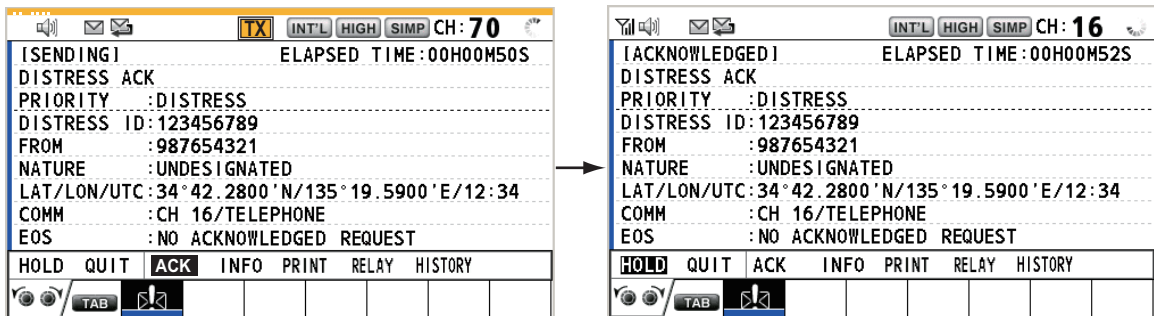 TX INT'L HIGH SIMP CH: 70
[SENDING] ELAPSED TIME:00H00M50S
DISTRESS ACK
PRIORITY :DISTRESS
DISTRESS ID:123456789
FROM :987654321
NATURE :UNDESIGNATED
LAT/LON/UTC:34°42.2800'N/135°19.5900'E/12:34
COMM :CH 16/TELEPHONE
EOS :NO ACKNOWLEDGED REQUEST
HOLD QUIT ACK INFO PRINT RELAY HISTORY
TAB
INT'L HIGH SIMP CH: 16
[ACKNOWLEDGED] ELAPSED TIME:00H00M52S
DISTRESS ACK
PRIORITY :DISTRESS
DISTRESS ID:123456789
FROM :987654321
NATURE :UNDESIGNATED
LAT/LON/UTC:34°42.2800'N/135°19.5900'E/12:34
COMM :CH 16/TELEPHONE
EOS :NO ACKNOWLEDGED REQUEST
HOLD QUIT ACK INFO PRINT RELAY HISTORY
TAB